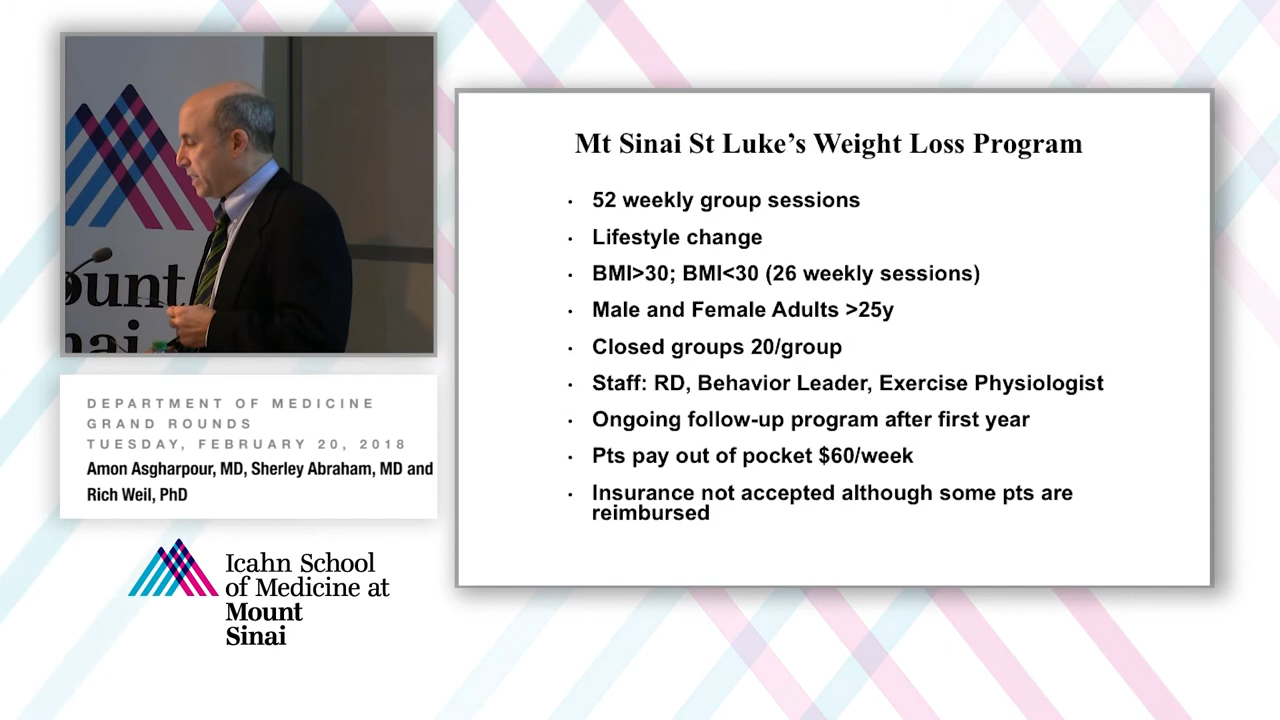 ount
inai
DEPARTMENT OF MEDICINE
GRAND ROUNDS
TUESDAY, FEBRUARY 20, 2018
Amon Asgharpour, MD, Sherley Abraham, MD and
Rich Weil, PhD
Icahn School
of Medicine at
Mount
Sinai
Mt Sinai St Luke’s Weight Loss Program
· 52 weekly group sessions
· Lifestyle change
· BMI>30; BMI<30 (26 weekly sessions)
· Male and Female Adults >25y
· Closed groups 20/group
· Staff: RD, Behavior Leader, Exercise Physiologist
· Ongoing follow-up program after first year
· Pts pay out of pocket $60/week
· Insurance not accepted although some pts are
reimbursed